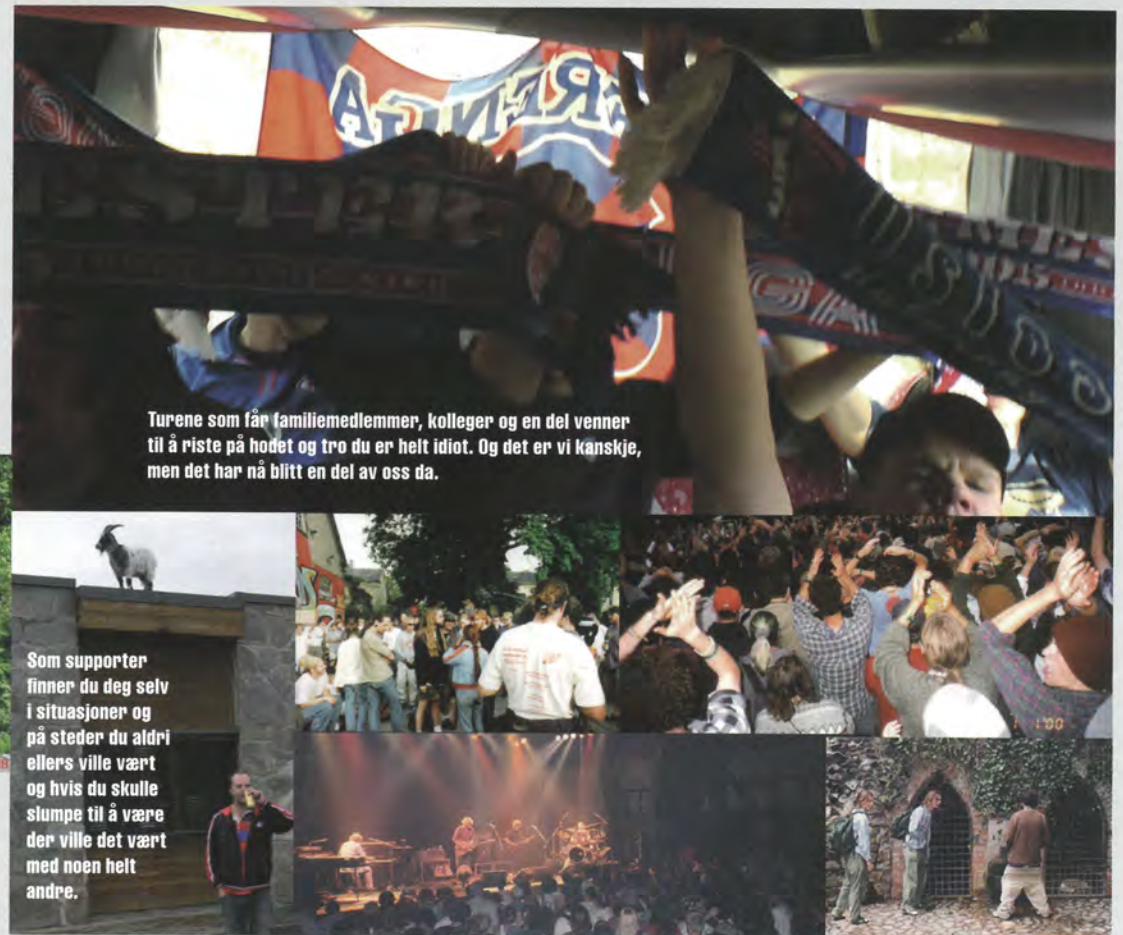 Turene som får familiemedlemmer, kolleger og en del venner
til å riste på hodet og tro du er helt idiot. Og det er vi kanskje,
men det har nå blitt en del av oss da.
Som supporter
finner du deg selv
i situasjoner og
på steder du aldri
ellers ville vært
og hvis du skulle
slumpe til å være
der ville det vært
med noen helt
andre.